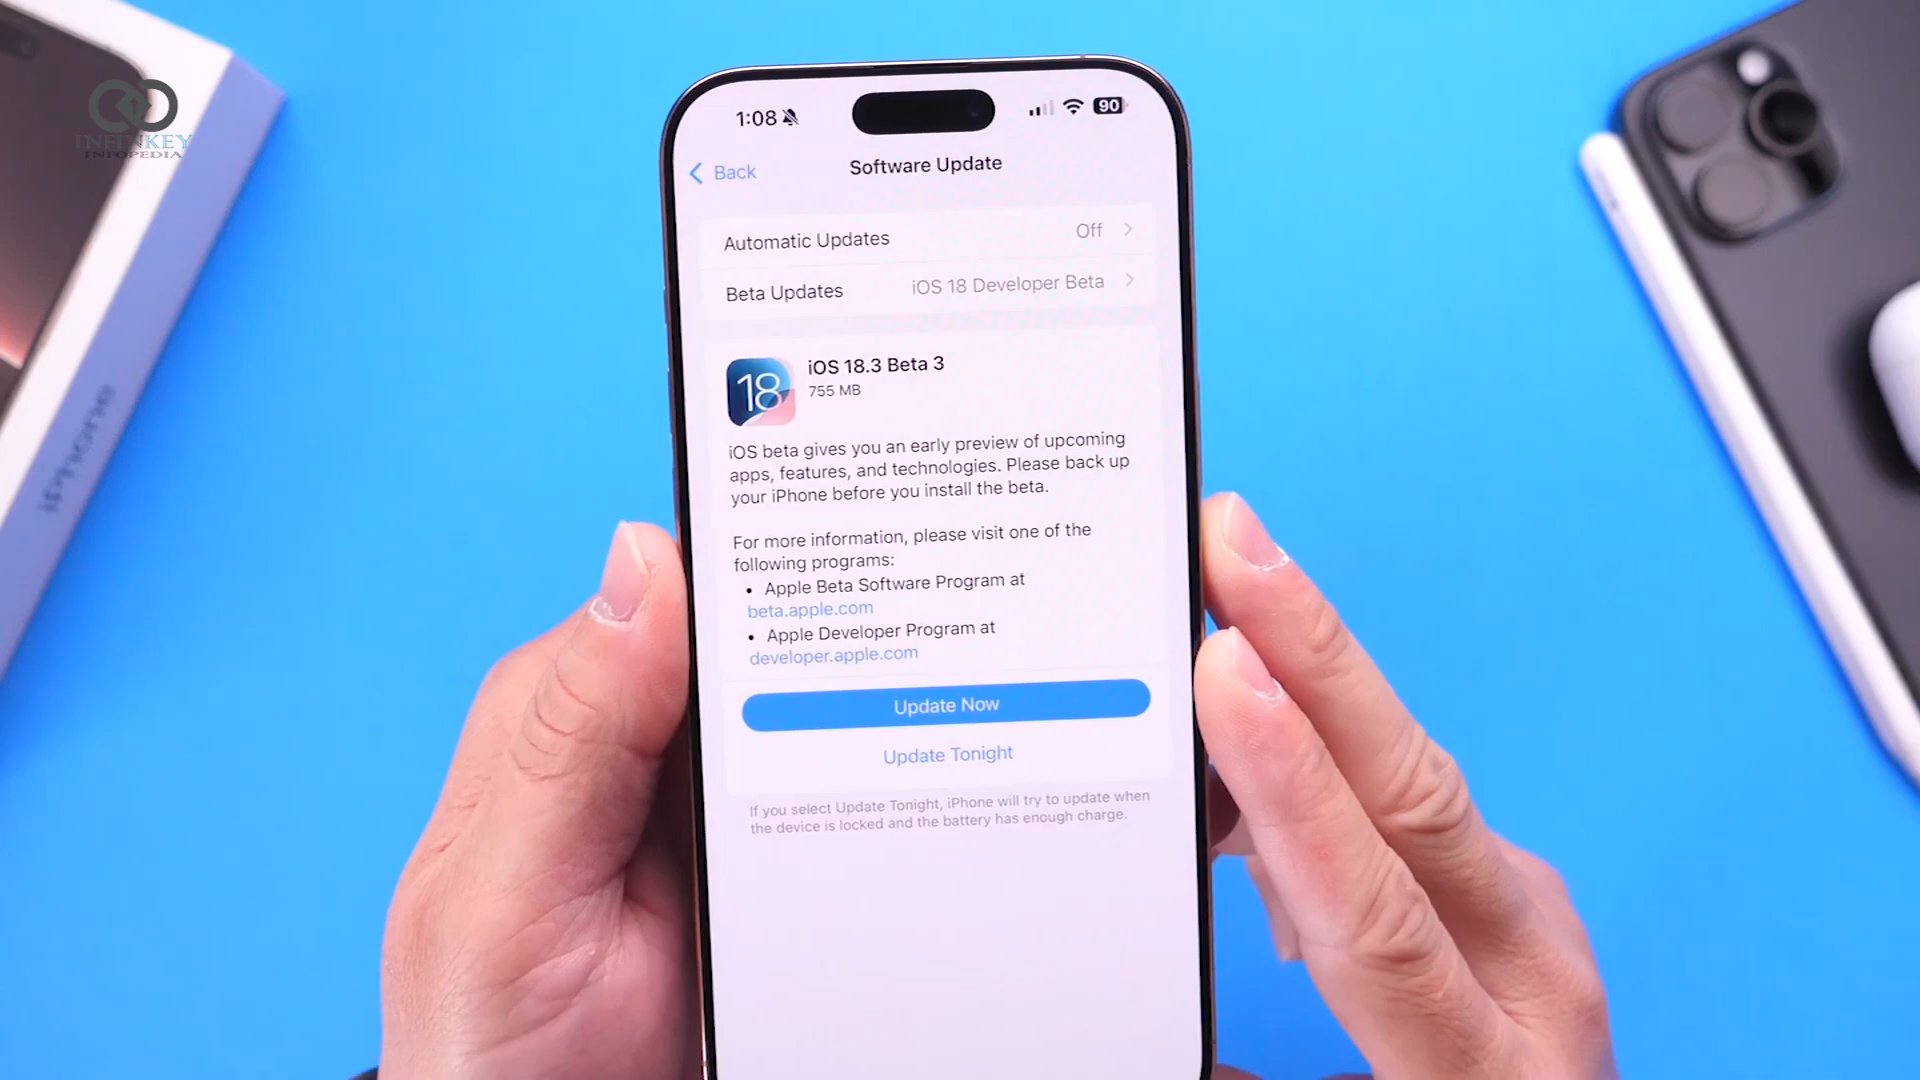 INFINKEY
INFOPEDIA
iPhone
1:08
90
Back
Software Update
Automatic Updates Off
Beta Updates iOS 18 Developer Beta
18
iOS 18.3 Beta 3
755 MB
iOS beta gives you an early preview of upcoming
apps, features, and technologies. Please back up
your iPhone before you install the beta.
For more information, please visit one of the
following programs:
• Apple Beta Software Program at
beta.apple.com
• Apple Developer Program at
developer.apple.com
Update Now
Update Tonight
If you select Update Tonight, iPhone will try to update when
the device is locked and the battery has enough charge.